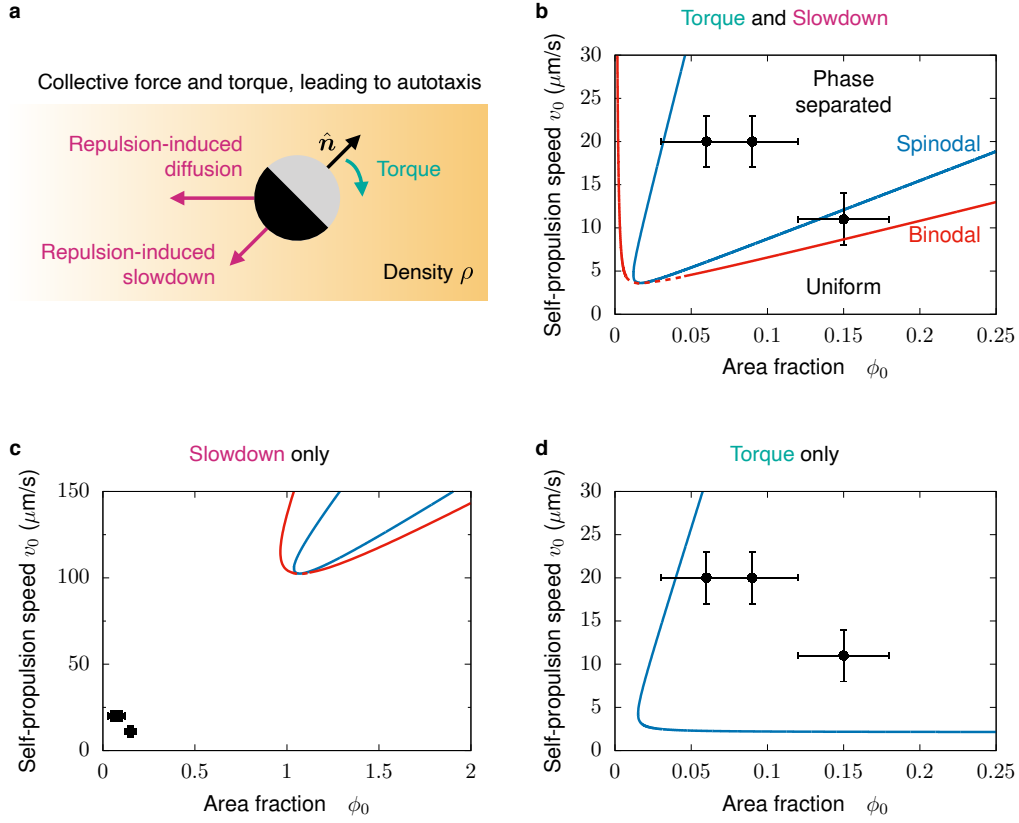 a
Collective force and torque, leading to autotaxis
Repulsion-induced
diffusion
n̂
Torque
Repulsion-induced
slowdown
Density ρ
b
Torque and Slowdown
Self-propulsion speed v₀ (μm/s)
30
25
20
15
10
5
0
Phase
separated
Spinodal
Binodal
Uniform
0 0.05 0.1 0.15 0.2 0.25
Area fraction ϕ₀
c
Slowdown only
Self-propulsion speed v₀ (μm/s)
150
100
50
0
0 0.5 1 1.5 2
Area fraction ϕ₀
d
Torque only
Self-propulsion speed v₀ (μm/s)
30
25
20
15
10
5
0
0 0.05 0.1 0.15 0.2 0.25
Area fraction ϕ₀